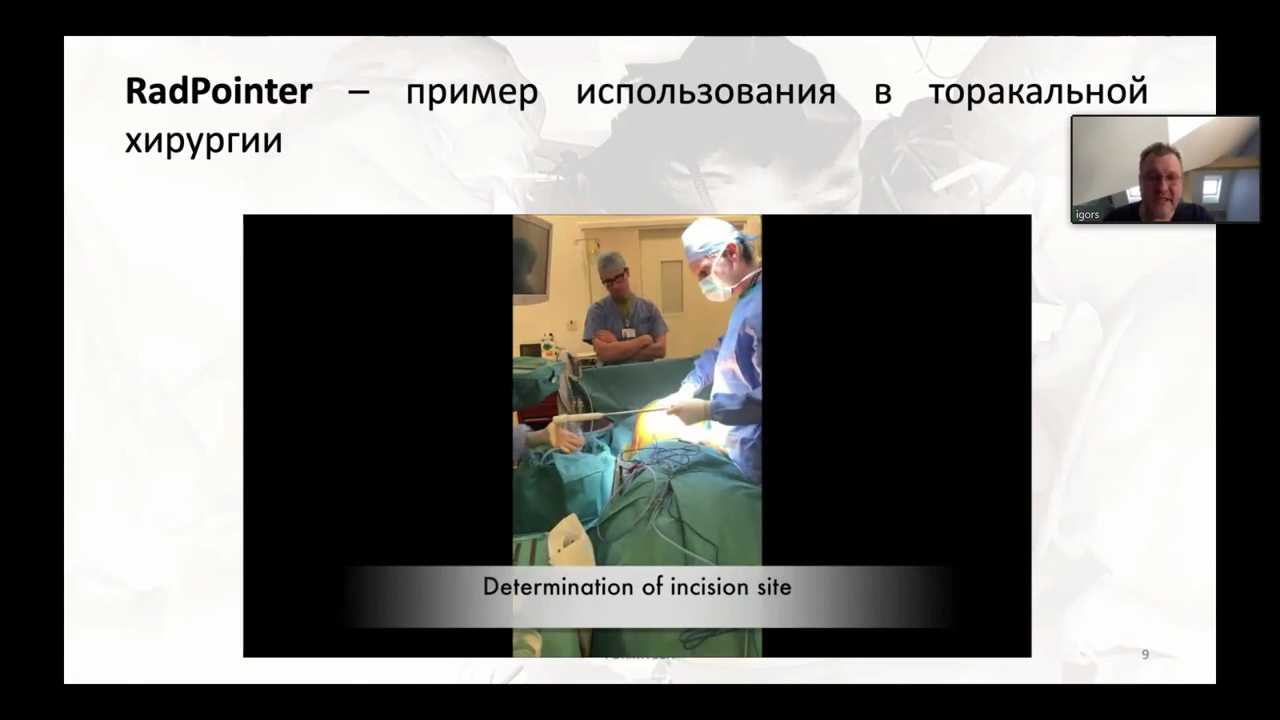 RadPointer – пример использования в торакальной
хирургии
igors
Determination of incision site
9